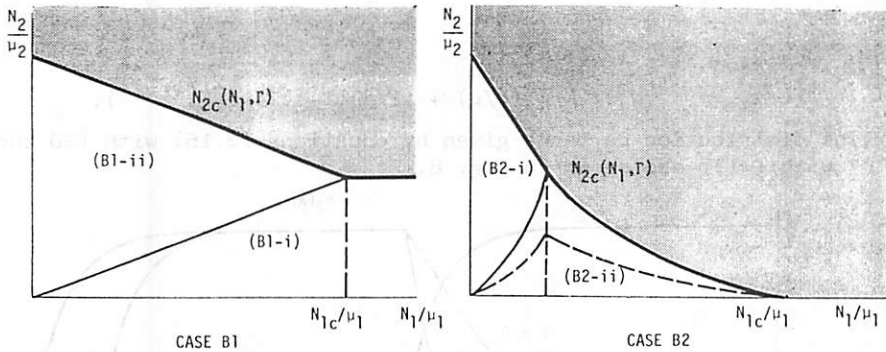 N₂/μ₂
N₂c(N₁,Γ)
(B1-ii)
(B1-i)
N₁c/μ₁
N₁/μ₁
CASE B1
N₂/μ₂
(B2-i)
N₂c(N₁,Γ)
(B2-ii)
N₁c/μ₁
N₁/μ₁
CASE B2